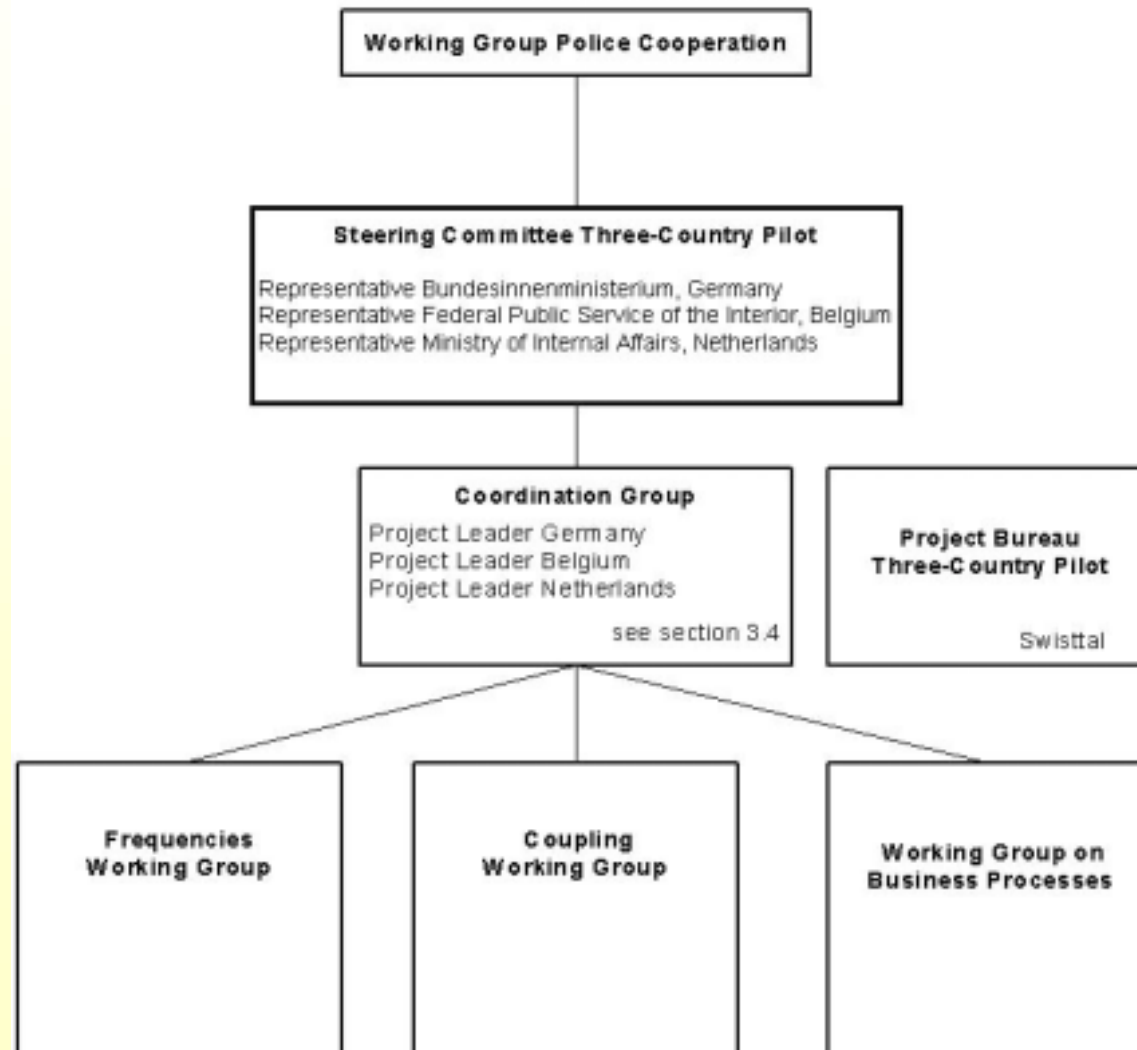 Working Group Police Cooperation
Steering Committee Three-Country Pilot
Representative Bundesinnenministerium, Germany
Representative Federal Public Service of the Interior, Belgium
Representative Ministry of Internal Affairs, Netherlands
Coordination Group
Project Leader Germany
Project Leader Belgium
Project Leader Netherlands
see section 3.4
Project Bureau
Three-Country Pilot
Swisttal
Frequencies
Working Group
Coupling
Working Group
Working Group on
Business Processes